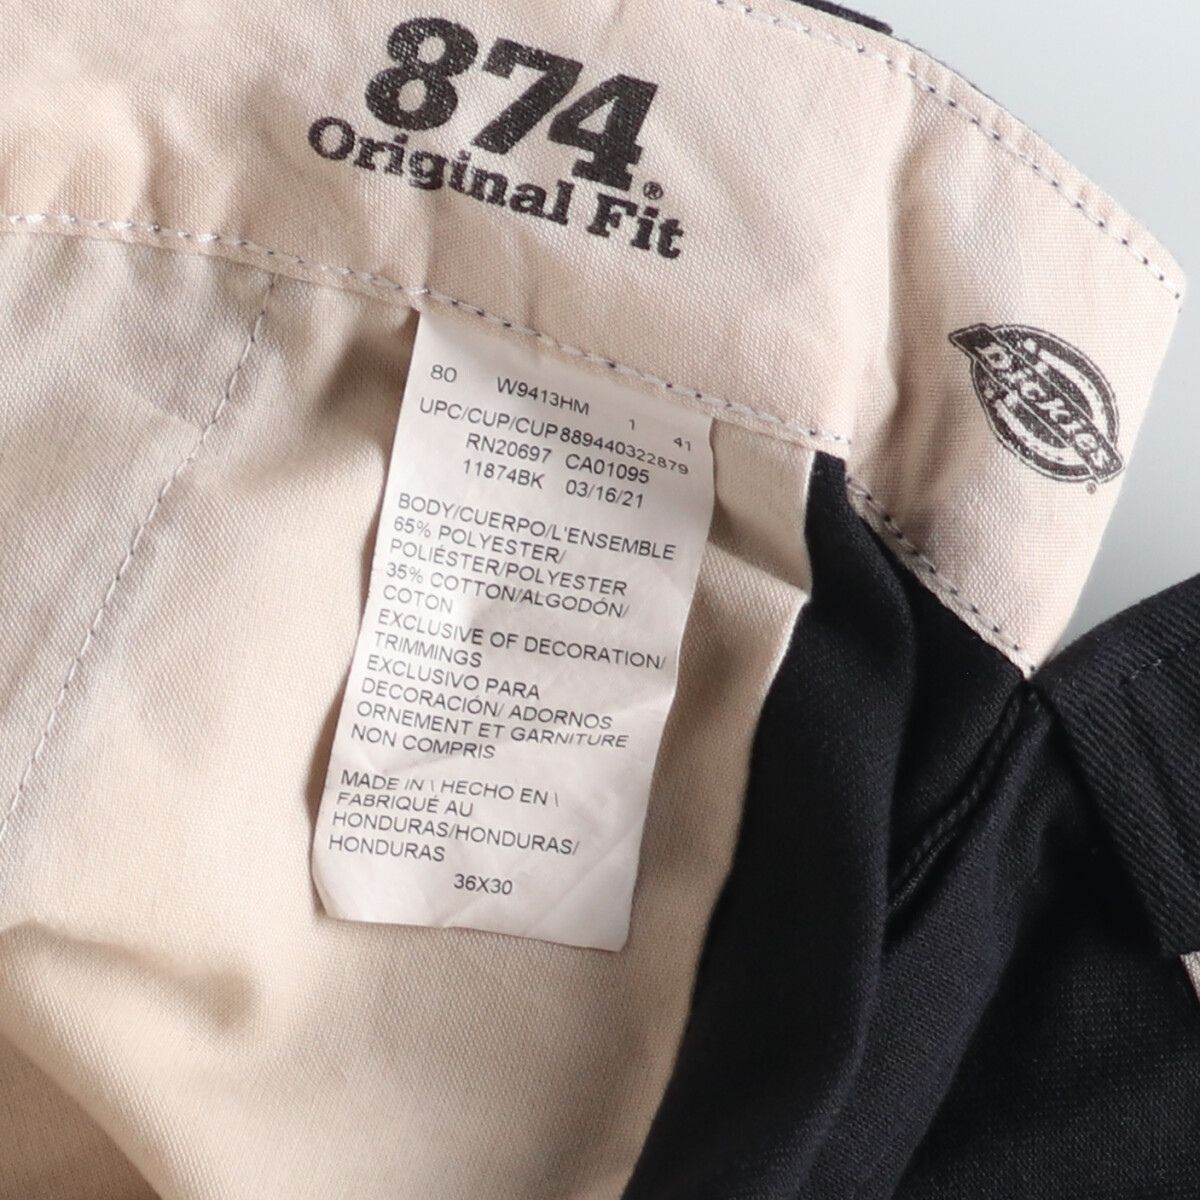 874®
Original Fit
DICKIES®
80 W9413HM 1 41
UPC/CUP/CUP889440322879
RN20697 CA01095
11874BK 03/16/21
BODY/CUERPO/L'ENSEMBLE
65% POLYESTER/
POLIÉSTER/POLYESTER
35% COTTON/ALGODÓN/
COTON
EXCLUSIVE OF DECORATION/
TRIMMINGS
EXCLUSIVO PARA
DECORACIÓN/ ADORNOS
ORNEMENT ET GARNITURE
NON COMPRIS
MADE IN \ HECHO EN \
FABRIQUÉ AU
HONDURAS/HONDURAS/
HONDURAS
36X30